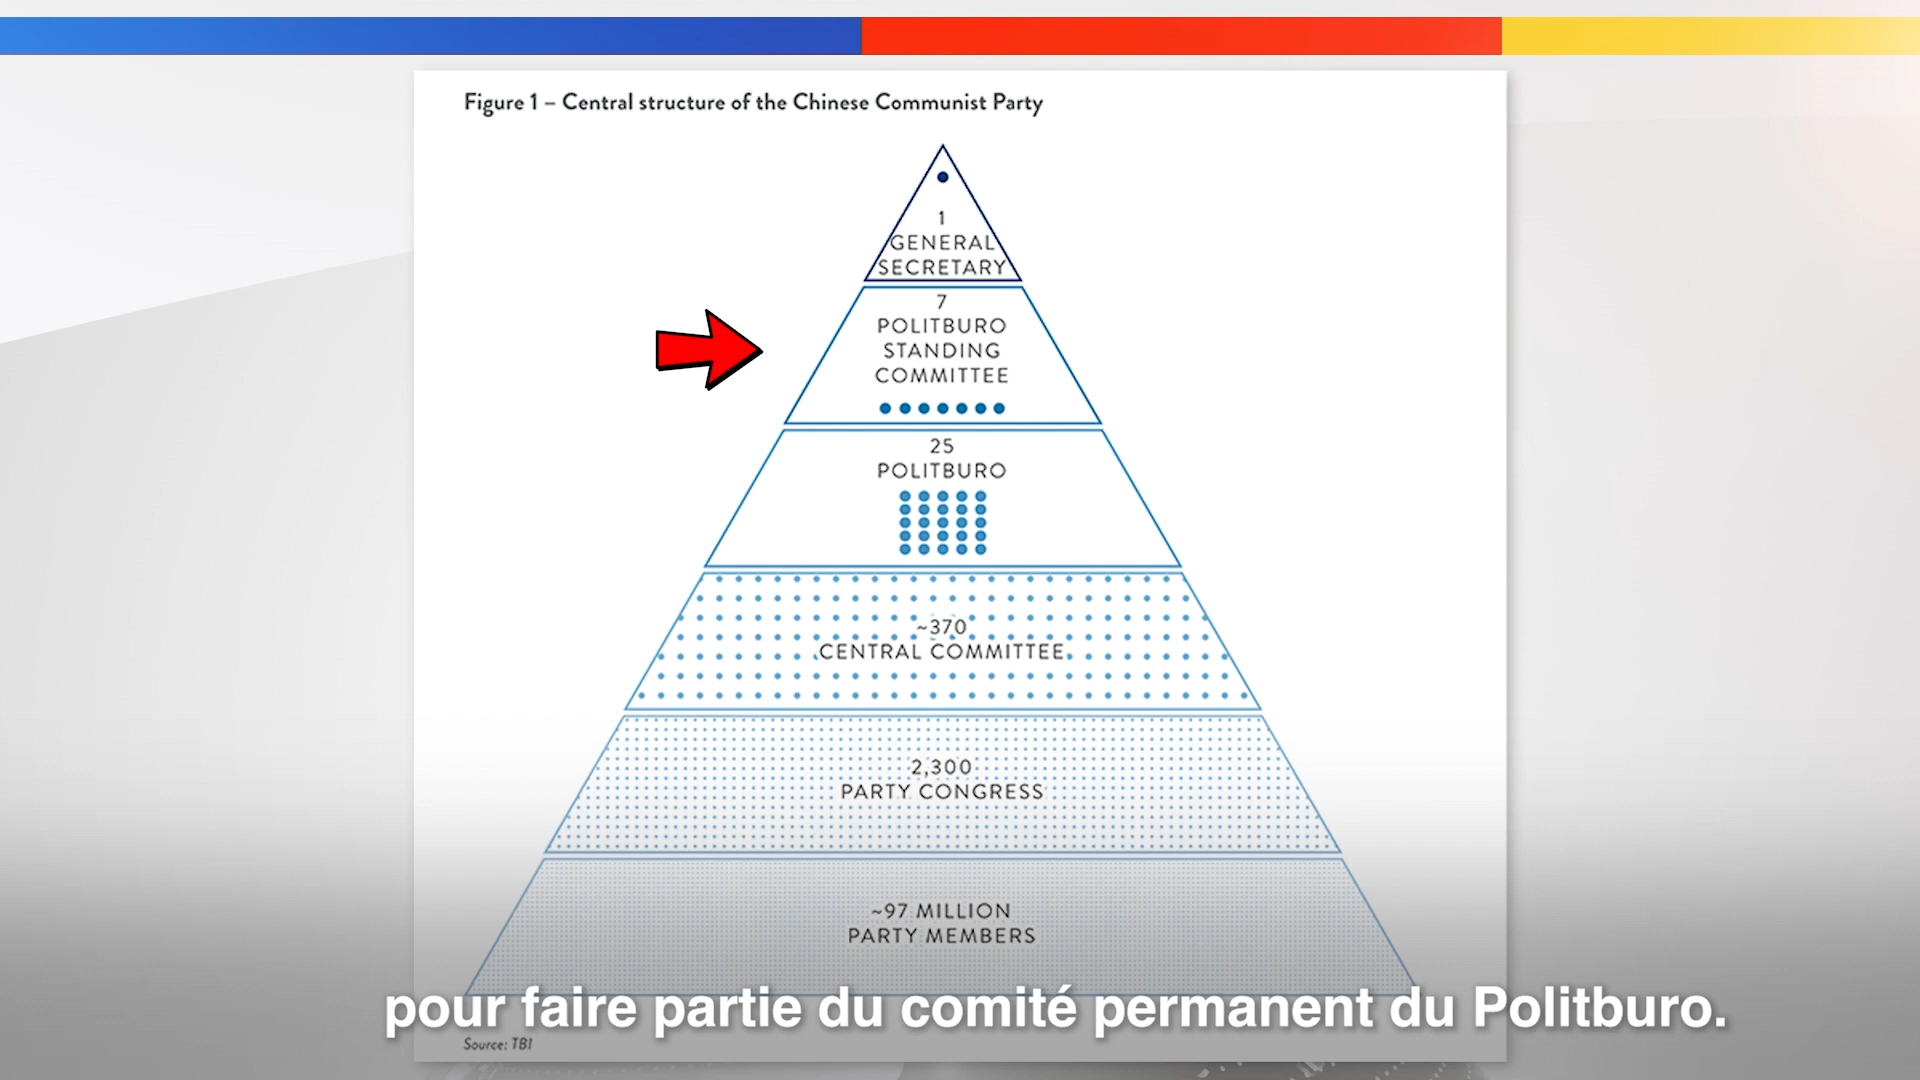 Figure 1 – Central structure of the Chinese Communist Party
1
GENERAL
SECRETARY
7
POLITBURO
STANDING
COMMITTEE
25
POLITBURO
~370
CENTRAL COMMITTEE
2,300
PARTY CONGRESS
~97 MILLION
PARTY MEMBERS
pour faire partie du comité permanent du Politburo.
Source: TBI